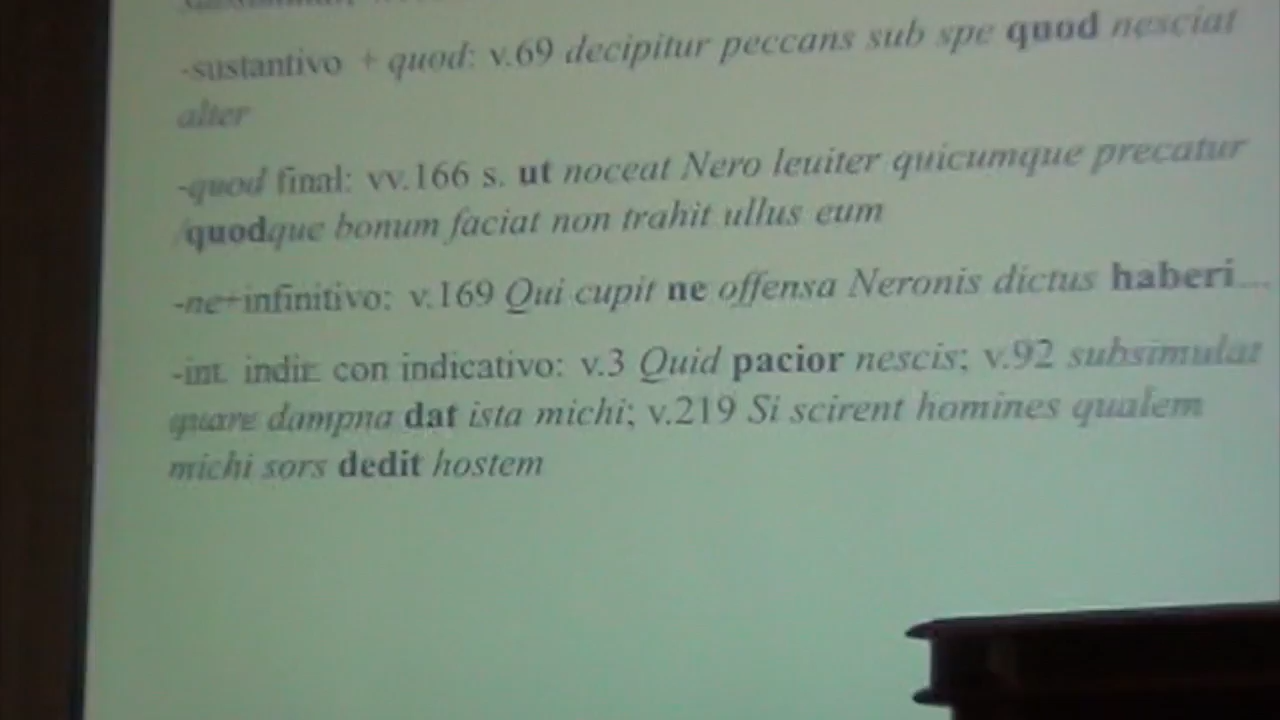 -sustantivo + quod: v.69 decipitur peccans sub spe quod nesciat
alter
-quod final: vv.166 s. ut noceat Nero leuiter quicumque precatur
/quodque bonum faciat non trahit ullus eum
-ne+infinitivo: v.169 Qui cupit ne offensa Neronis dictus haberi...
-int. indir. con indicativo: v.3 Quid pacior nescis; v.92 subsimulat
quare dampna dat ista michi; v.219 Si scirent homines qualem
michi sors dedit hostem